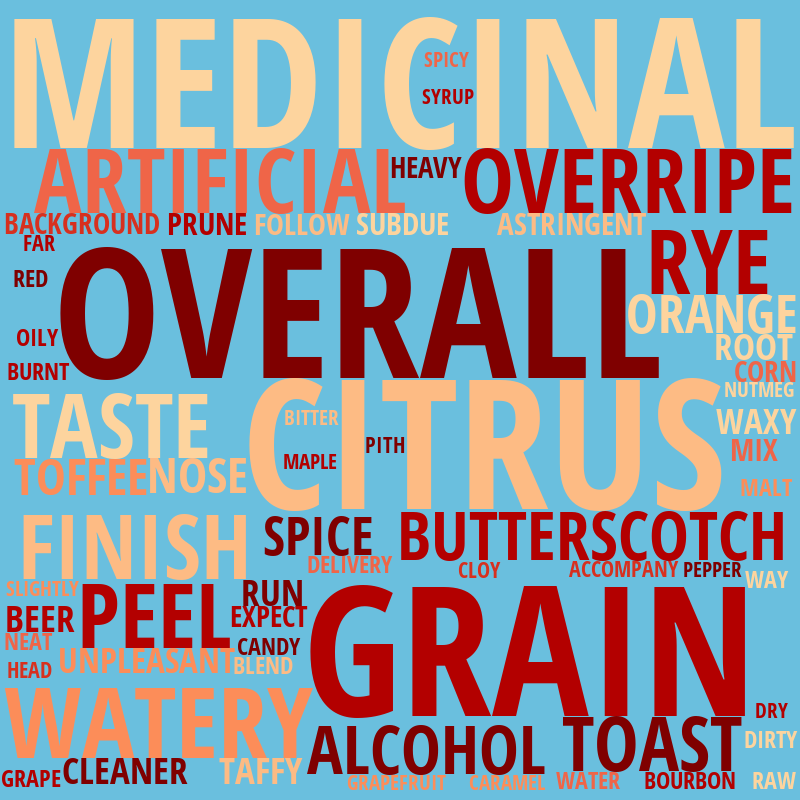 MEDICINAL
SPICY
SYRUP
ARTIFICIAL
HEAVY
OVERRIPE
BACKGROUND
PRUNE
FOLLOW
SUBDUE
ASTRINGENT
FAR
RYE
RED
OVERALL
ORANGE
OILY
ROOT
BURNT
CORN
NUTMEG
TASTE
CITRUS
BITTER
WAXY
PITH
MIX
MAPLE
TOFFEE
NOSE
MALT
FINISH
SPICE
BUTTERSCOTCH
DELIVERY
CLOY
ACCOMPANY
PEPPER
WAY
SLIGHTLY
RUN
BEER
PEEL
EXPECT
GRAIN
NEAT
CANDY
UNPLEASANT
BLEND
HEAD
WATERY
DRY
ALCOHOL
TOAST
DIRTY
GRAPE
CLEANER
TAFFY
GRAPEFRUIT
CARAMEL
WATER
BOURBON
RAW